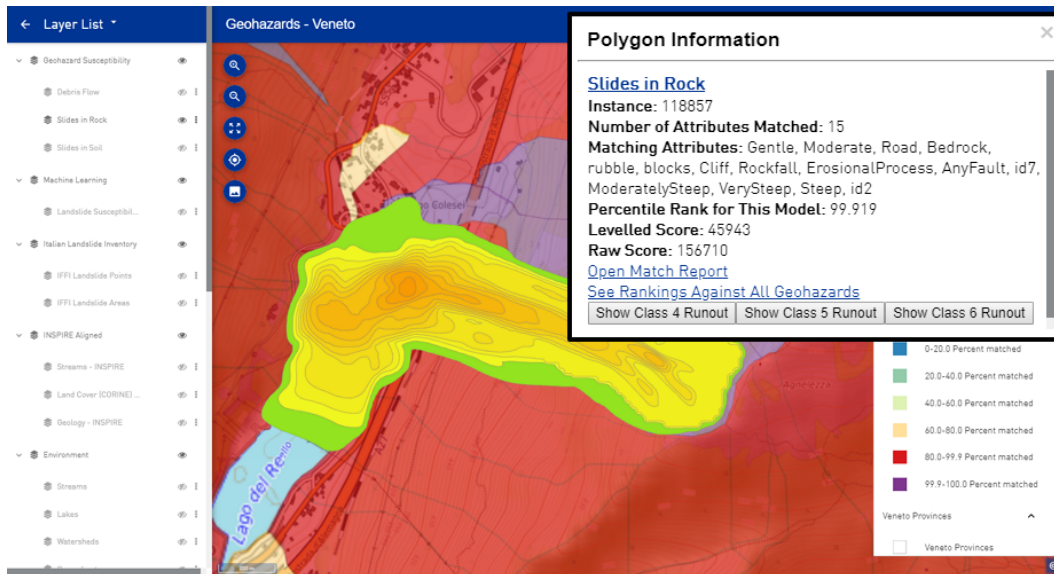 Layer List
Geohazard Susceptibility
Debris Flow
Slides in Rock
Slides in Soil
Machine Learning
Landslide Susceptibil...
Italian Landslide Inventory
IFFI Landslide Points
IFFI Landslide Areas
INSPIRE Aligned
Streams - INSPIRE
Land Cover (CORINE) ...
Geology - INSPIRE
Environment
Streams
Lakes
Watersheds
Geohazards - Veneto
Polygon Information
Slides in Rock
Instance: 118857
Number of Attributes Matched: 15
Matching Attributes: Gentle, Moderate, Road, Bedrock,
rubble, blocks, Cliff, Rockfall, ErosionalProcess, AnyFault, id7,
ModeratelySteep, VerySteep, Steep, id2
Percentile Rank for This Model: 99.919
Levelled Score: 45943
Raw Score: 156710
Open Match Report
See Rankings Against All Geohazards
Show Class 4 Runout Show Class 5 Runout Show Class 6 Runout
0-20.0 Percent matched
20.0-40.0 Percent matched
40.0-60.0 Percent matched
60.0-80.0 Percent matched
80.0-99.9 Percent matched
99.9-100.0 Percent matched
Veneto Provinces
Veneto Provinces
Colesei
Agnelezza
Lago del